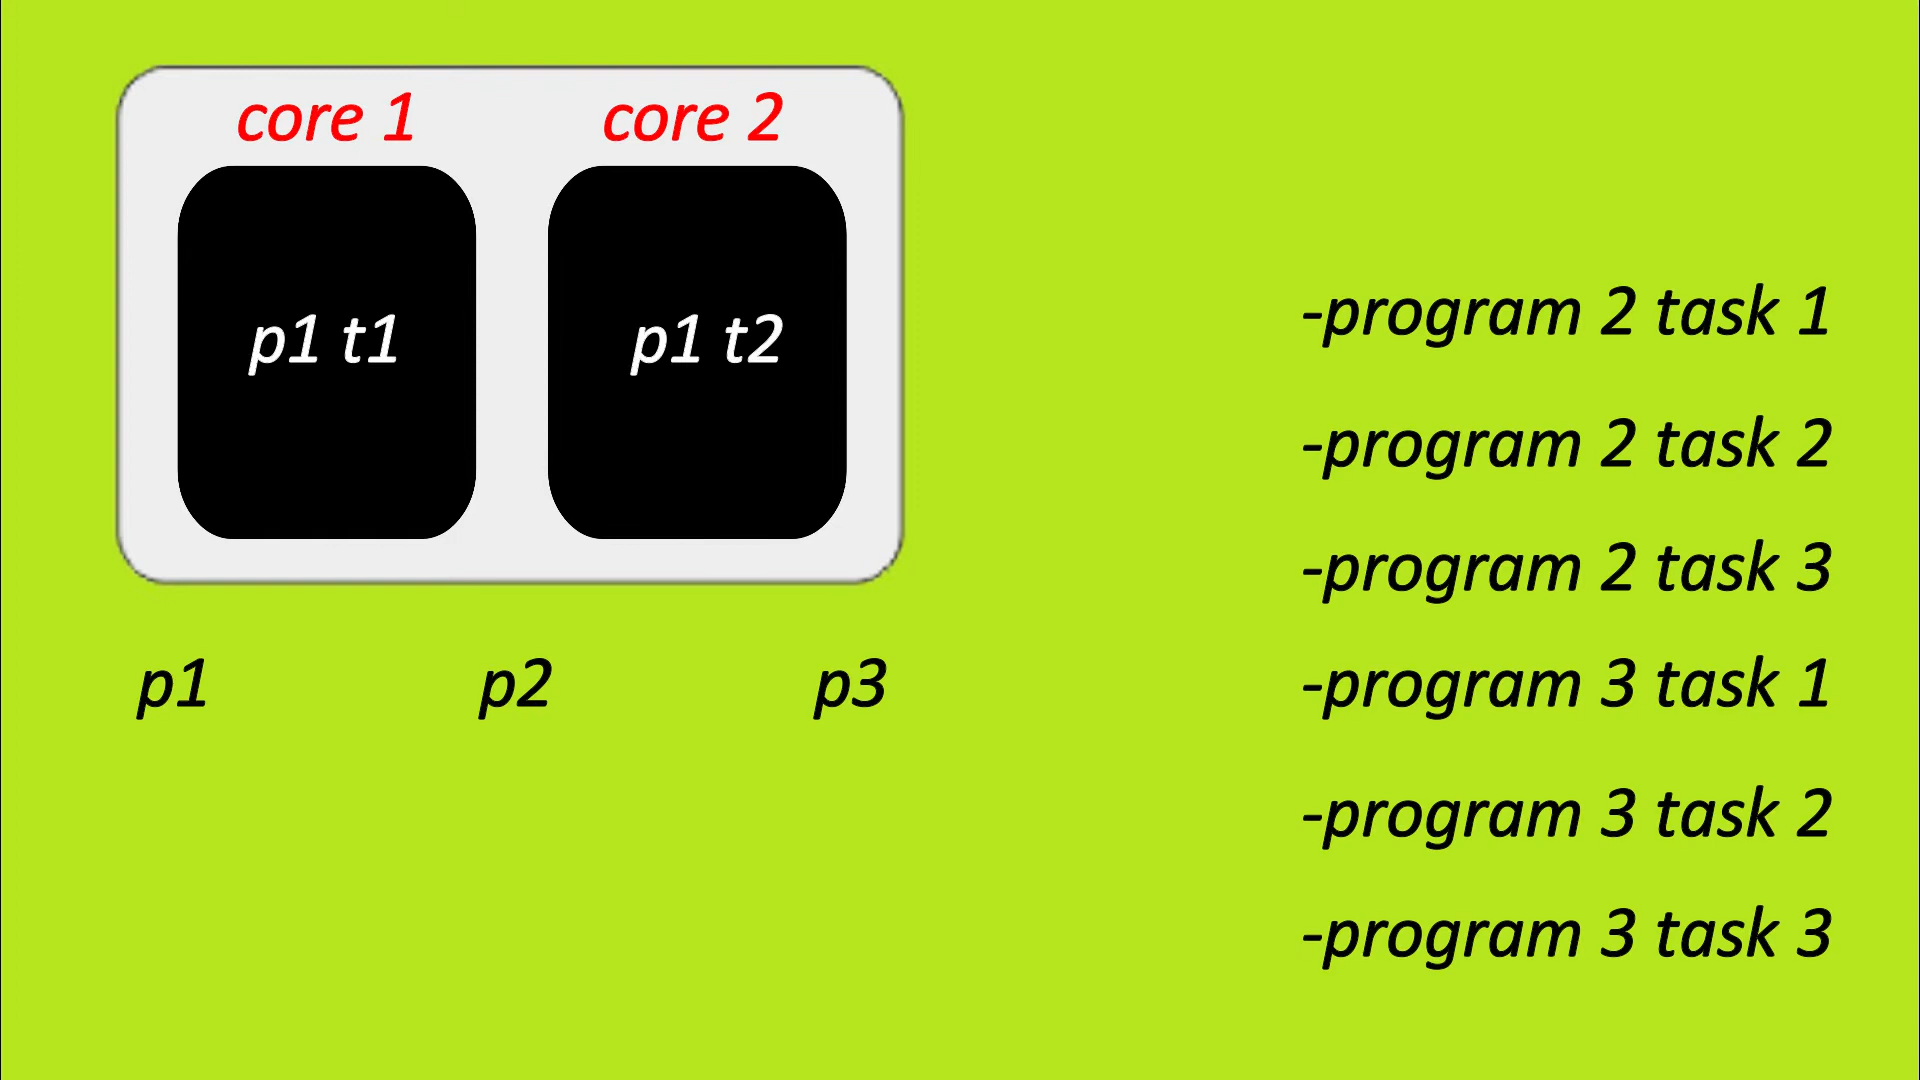 core 1 core 2
p1 t1 p1 t2
p1 p2 p3
-program 2 task 1
-program 2 task 2
-program 2 task 3
-program 3 task 1
-program 3 task 2
-program 3 task 3